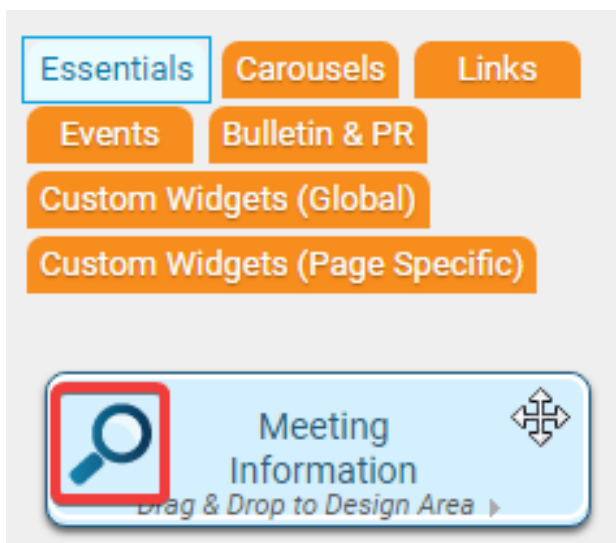 Essentials Carousels Links
Events Bulletin & PR
Custom Widgets (Global)
Custom Widgets (Page Specific)
Meeting
Information
Drag & Drop to Design Area